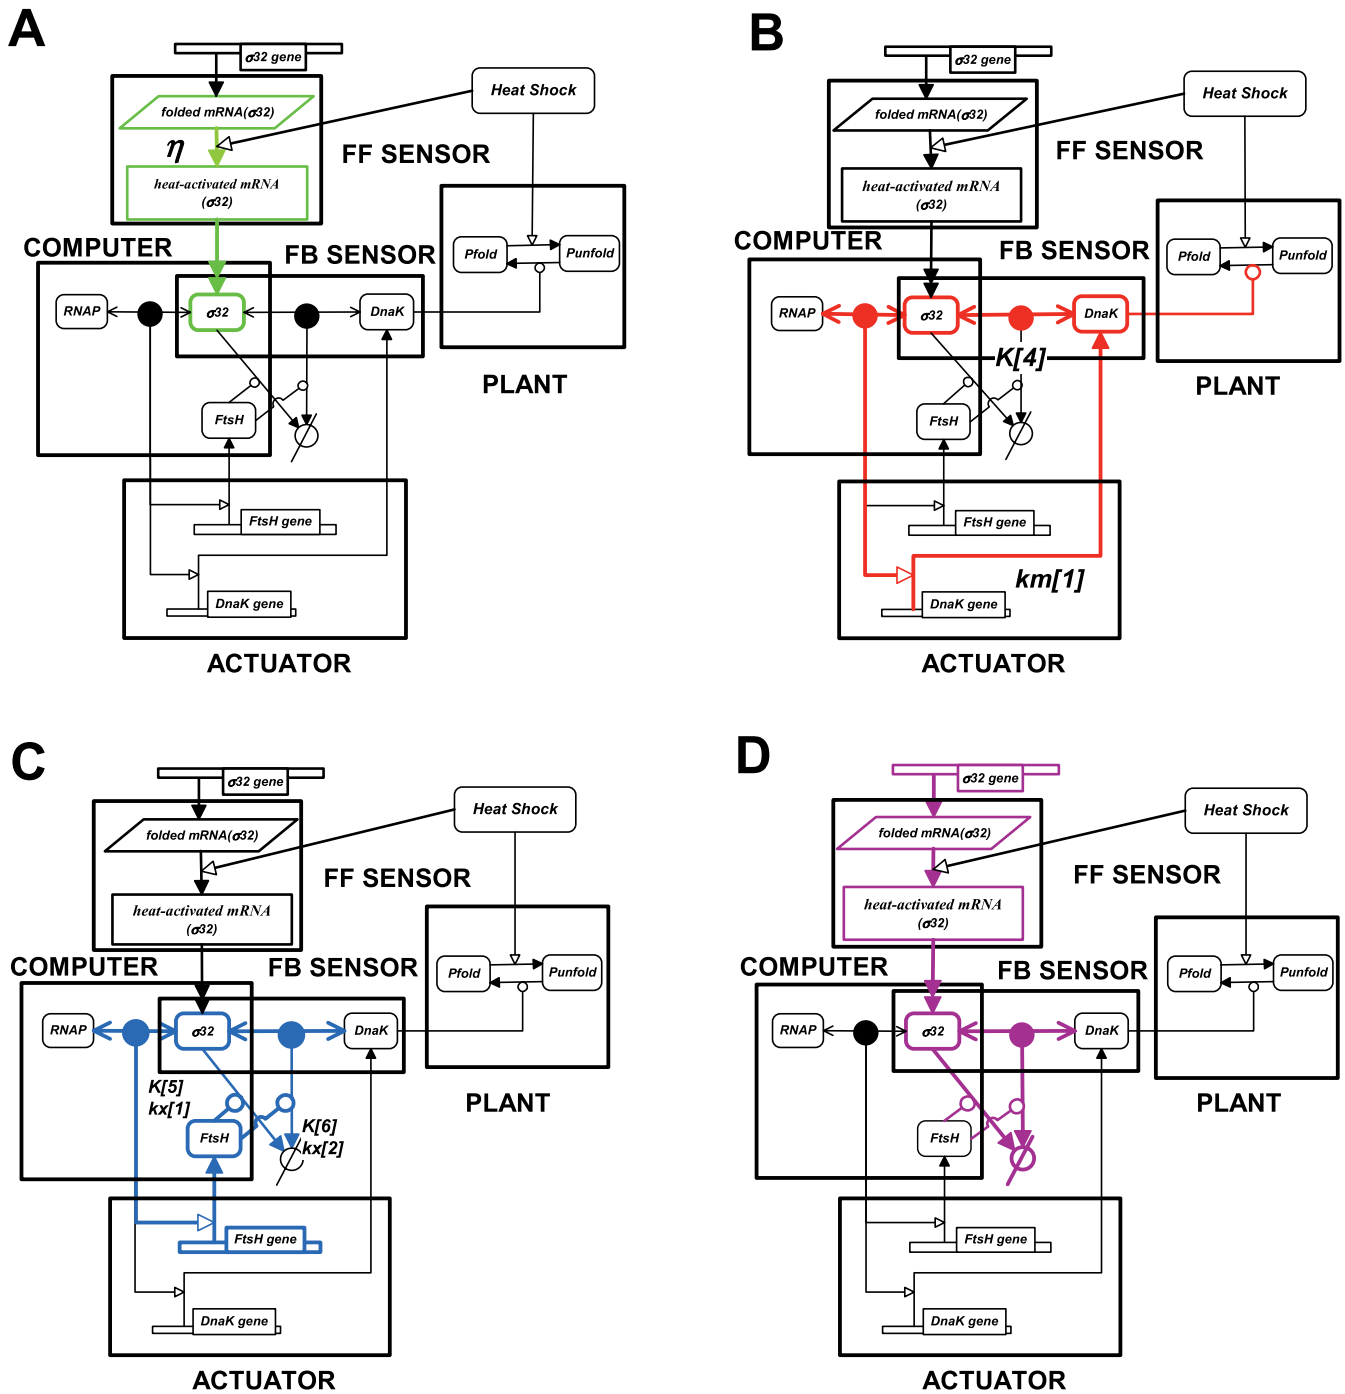 A
σ32 gene
folded mRNA(σ32)
Heat Shock
η
FF SENSOR
heat-activated mRNA
(σ32)
COMPUTER
FB SENSOR
Pfold
Punfold
RNAP
σ32
DnaK
PLANT
FtsH
FtsH gene
DnaK gene
ACTUATOR
B
σ32 gene
folded mRNA(σ32)
Heat Shock
FF SENSOR
heat-activated mRNA
(σ32)
COMPUTER
FB SENSOR
Pfold
Punfold
RNAP
σ32
DnaK
K[4]
PLANT
FtsH
FtsH gene
km[1]
DnaK gene
ACTUATOR
C
σ32 gene
folded mRNA(σ32)
Heat Shock
FF SENSOR
heat-activated mRNA
(σ32)
COMPUTER
FB SENSOR
Pfold
Punfold
RNAP
σ32
DnaK
K[5]
kx[1]
PLANT
FtsH
K[6]
kx[2]
FtsH gene
DnaK gene
ACTUATOR
D
σ32 gene
folded mRNA(σ32)
Heat Shock
FF SENSOR
heat-activated mRNA
(σ32)
COMPUTER
FB SENSOR
Pfold
Punfold
RNAP
σ32
DnaK
PLANT
FtsH
FtsH gene
DnaK gene
ACTUATOR